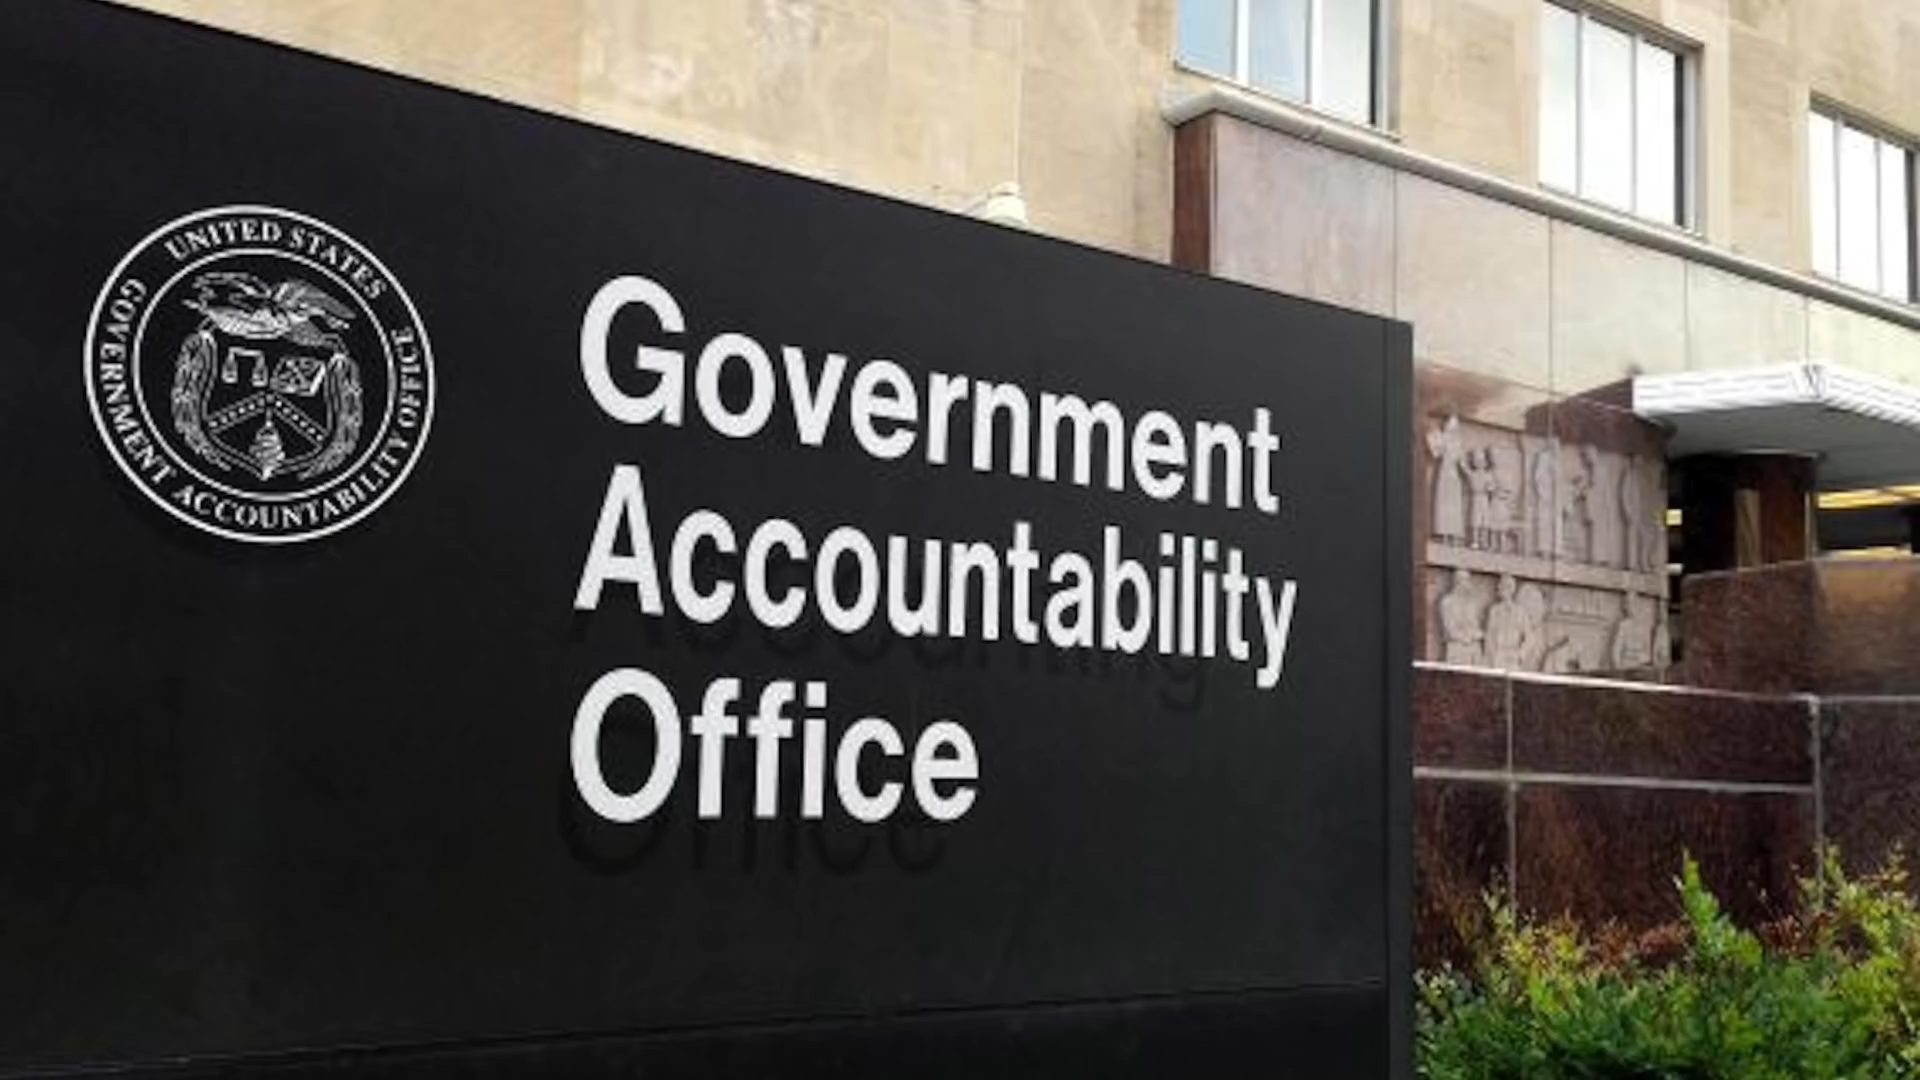 UNITED STATES
GOVERNMENT ACCOUNTABILITY OFFICE
Government
Accountability
Office